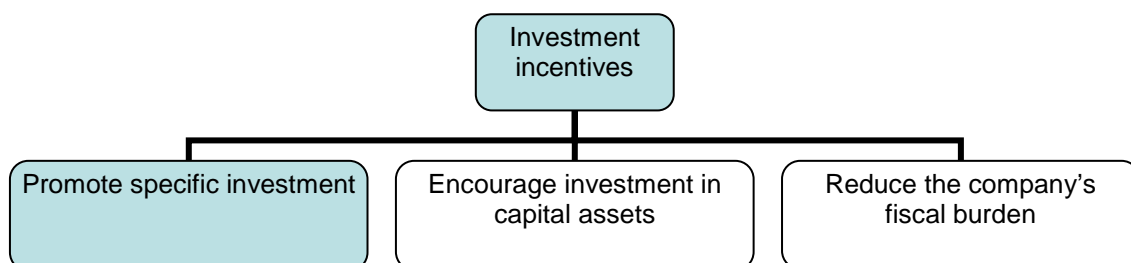 Investment
incentives
Promote specific investment
Encourage investment in
capital assets
Reduce the company's
fiscal burden